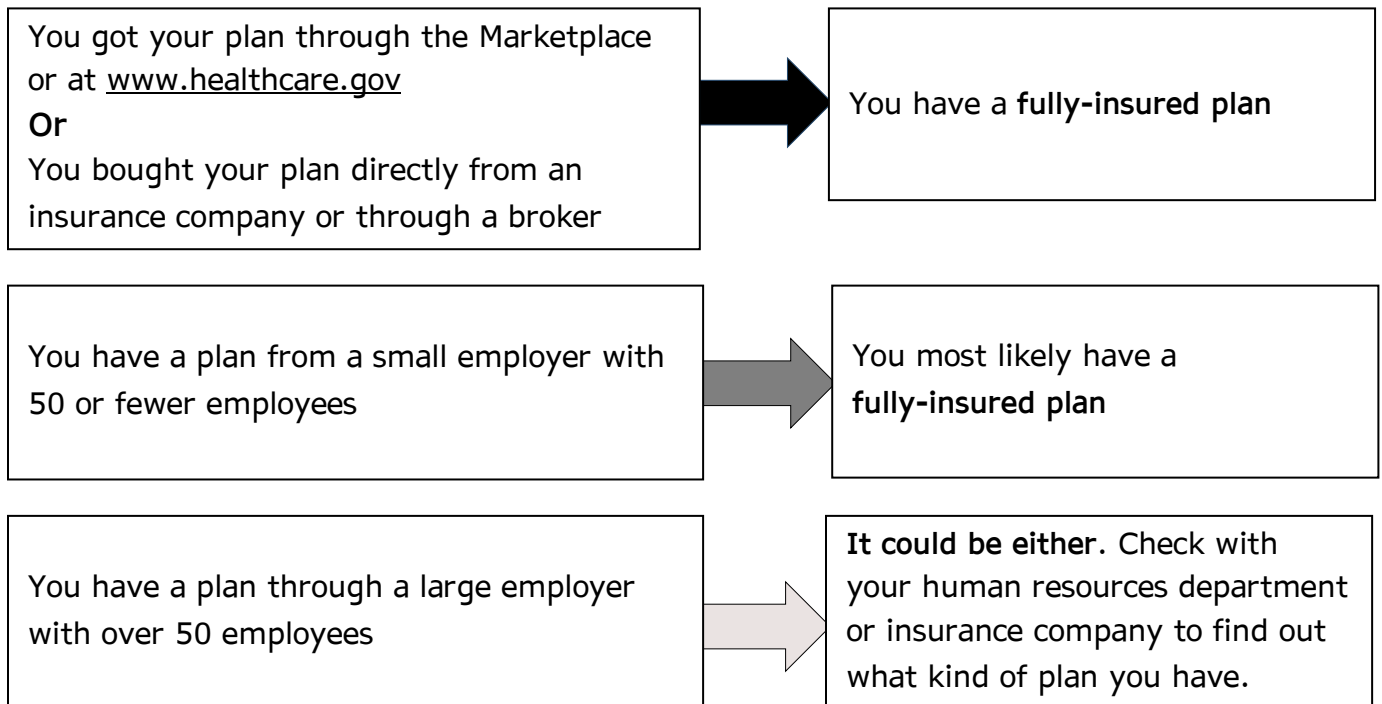 You got your plan through the Marketplace
or at www.healthcare.gov
Or
You bought your plan directly from an
insurance company or through a broker
You have a fully-insured plan
You have a plan from a small employer with
50 or fewer employees
You most likely have a
fully-insured plan
You have a plan through a large employer
with over 50 employees
It could be either. Check with
your human resources department
or insurance company to find out
what kind of plan you have.